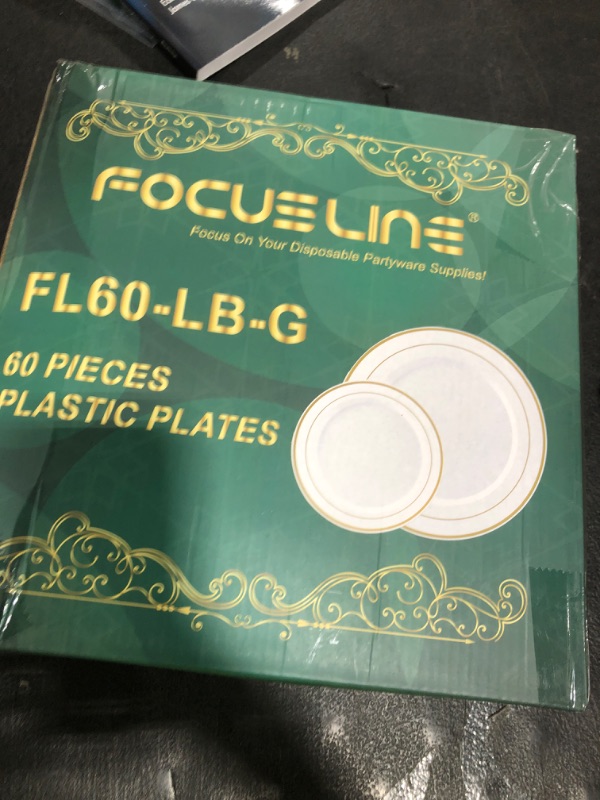 FOCUSLINE®
Focus On Your Disposable Partyware Supplies!
FL60-LB-G
60 PIECES
PLASTIC PLATES